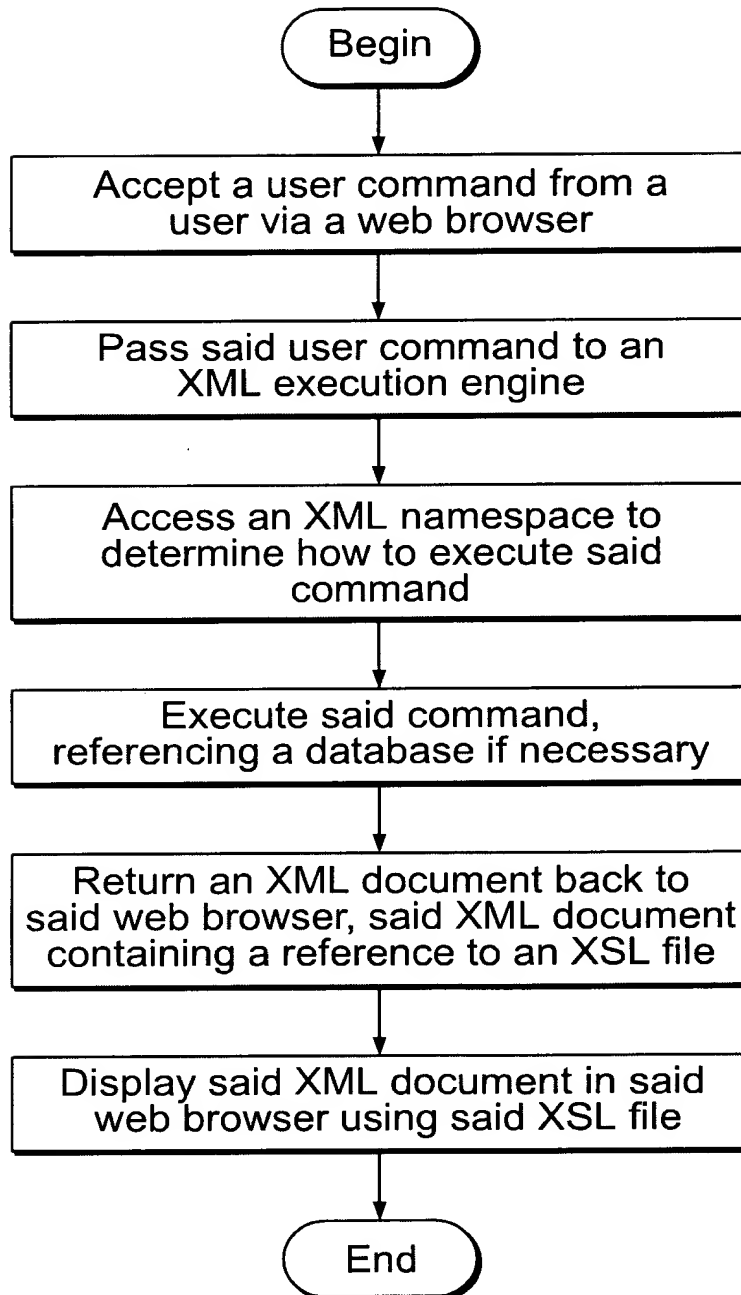 Begin
Accept a user command from a
user via a web browser
Pass said user command to an
XML execution engine
Access an XML namespace to
determine how to execute said
command
Execute said command,
referencing a database if necessary
Return an XML document back to
said web browser, said XML document
containing a reference to an XSL file
Display said XML document in said
web browser using said XSL file
End